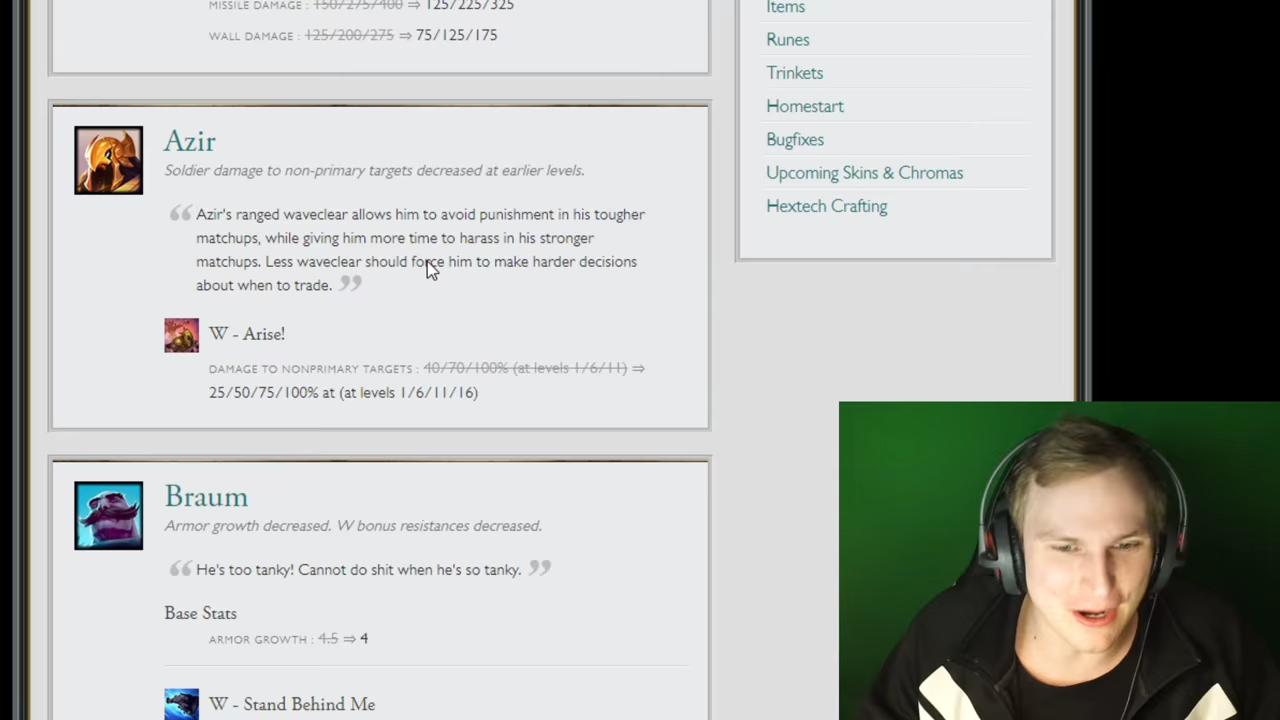 MISSILE DAMAGE : 150/275/400 ⇒ 125/225/325
WALL DAMAGE : 125/200/275 ⇒ 75/125/175
Azir
Soldier damage to non-primary targets decreased at earlier levels.
“ Azir's ranged waveclear allows him to avoid punishment in his tougher
matchups, while giving him more time to harass in his stronger
matchups. Less waveclear should force him to make harder decisions
about when to trade. ”
W - Arise!
DAMAGE TO NONPRIMARY TARGETS : 40/70/100% (at levels 1/6/11) ⇒
25/50/75/100% at (at levels 1/6/11/16)
Braum
Armor growth decreased. W bonus resistances decreased.
“ He's too tanky! Cannot do shit when he's so tanky. ”
Base Stats
ARMOR GROWTH : 4.5 ⇒ 4
W - Stand Behind Me
Items
Runes
Trinkets
Homestart
Bugfixes
Upcoming Skins & Chromas
Hextech Crafting